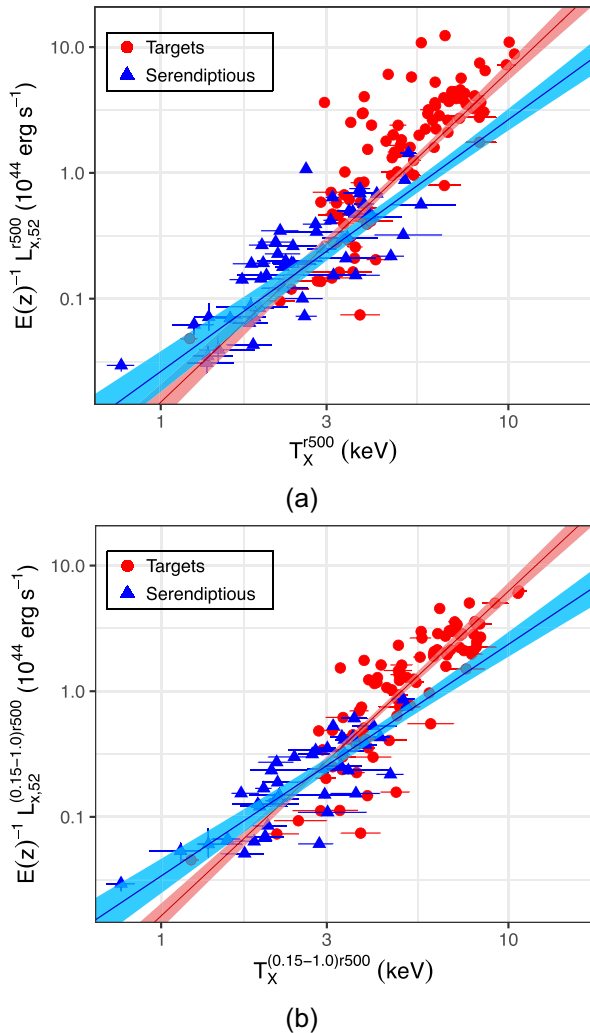 10.0
1.0
0.1
Targets
Serendiptious
E(z)⁻¹ L_{x,52}^{r500} (10⁴⁴ erg s⁻¹)
1 3 10
T_X^{r500} (keV)
(a)
10.0
1.0
0.1
Targets
Serendiptious
E(z)⁻¹ L_{x,52}^{(0.15−1.0)r500} (10⁴⁴ erg s⁻¹)
1 3 10
T_X^{(0.15−1.0)r500} (keV)
(b)